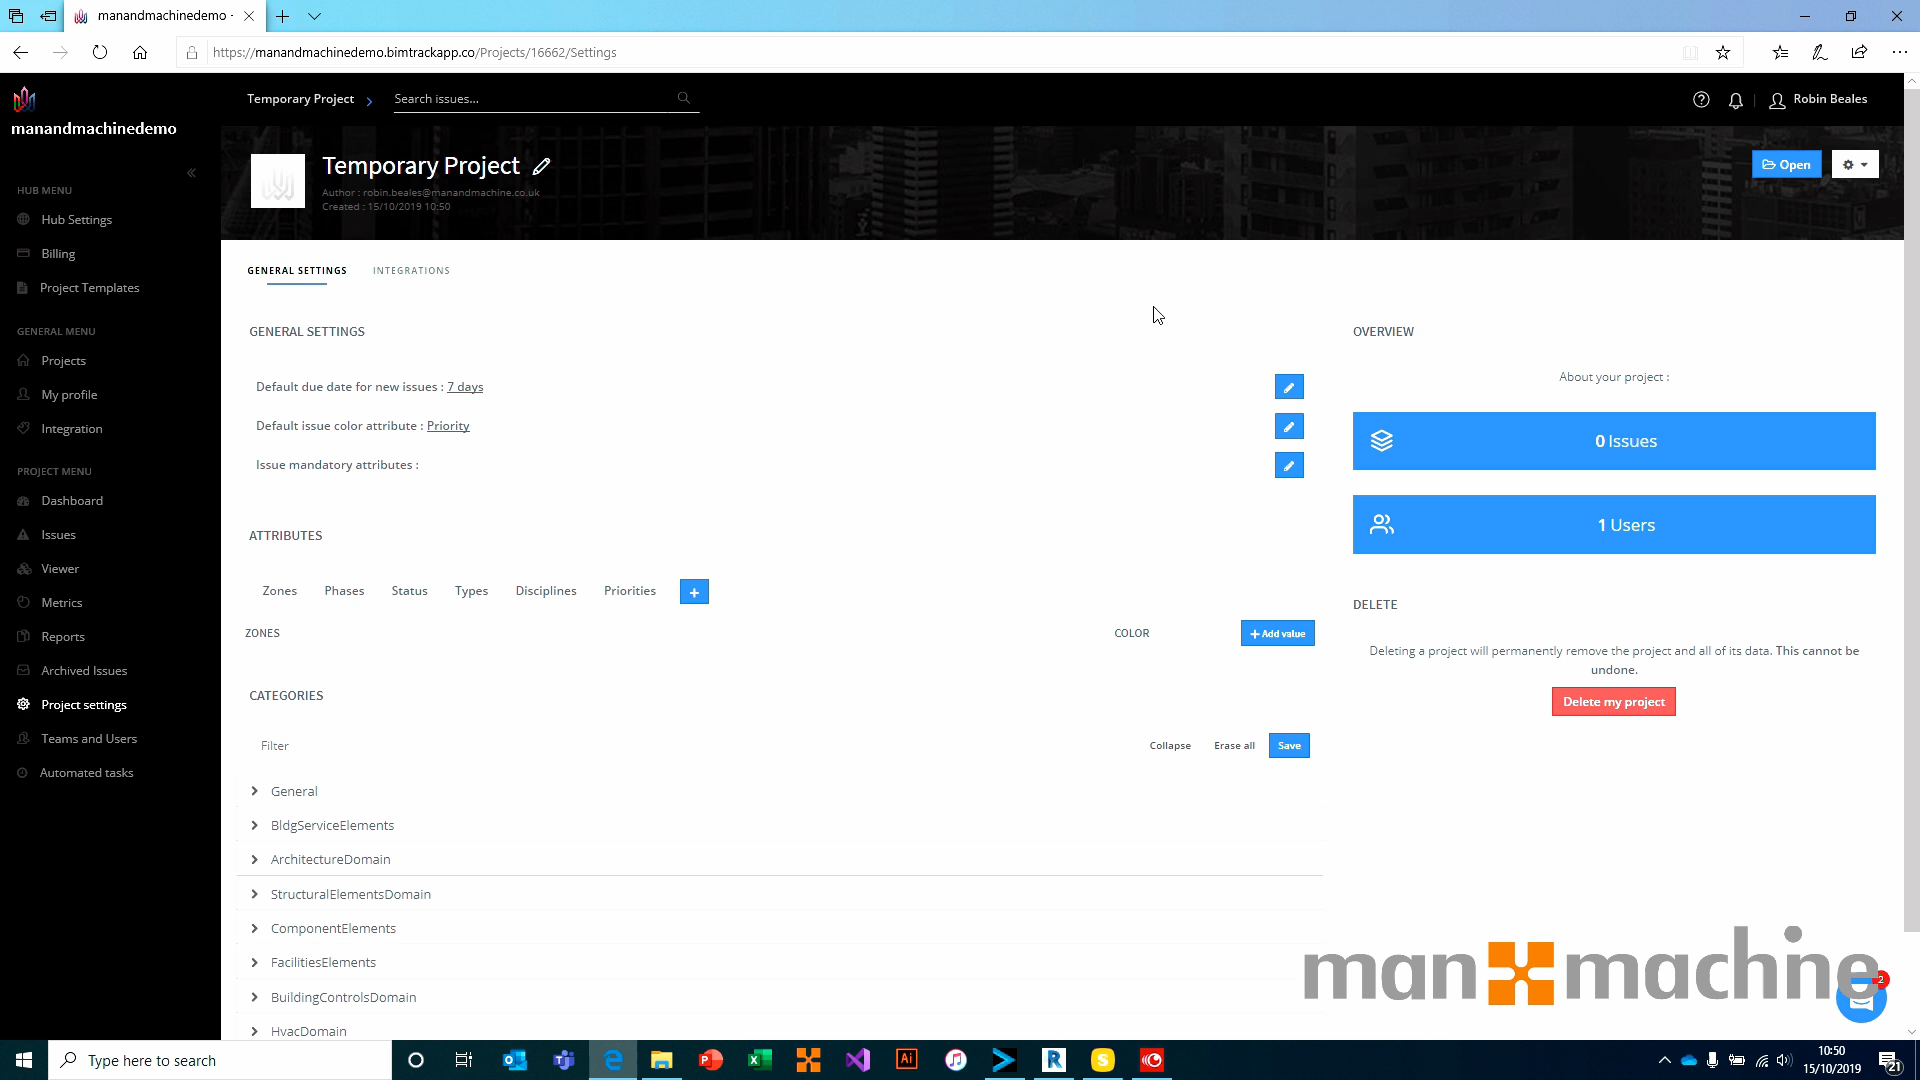 manandmachinedemo -
https://manandmachinedemo.bimtrackapp.co/Projects/16662/Settings
manandmachinedemo
Temporary Project
Search issues...
Robin Beales
Temporary Project
Author : robin.beales@manandmachine.co.uk
Created : 15/10/2019 10:50
Open
HUB MENU
Hub Settings
Billing
Project Templates
GENERAL MENU
Projects
My profile
Integration
PROJECT MENU
Dashboard
Issues
Viewer
Metrics
Reports
Archived Issues
Project settings
Teams and Users
Automated tasks
GENERAL SETTINGS INTEGRATIONS
GENERAL SETTINGS
Default due date for new issues : 7 days
Default issue color attribute : Priority
Issue mandatory attributes :
ATTRIBUTES
Zones Phases Status Types Disciplines Priorities +
ZONES COLOR + Add value
CATEGORIES
Filter Collapse Erase all Save
General
BldgServiceElements
ArchitectureDomain
StructuralElementsDomain
ComponentElements
FacilitiesElements
BuildingControlsDomain
HvacDomain
OVERVIEW
About your project :
0 Issues
1 Users
DELETE
Deleting a project will permanently remove the project and all of its data. This cannot be
undone.
Delete my project
man machine
2
Type here to search
10:50
15/10/2019
21